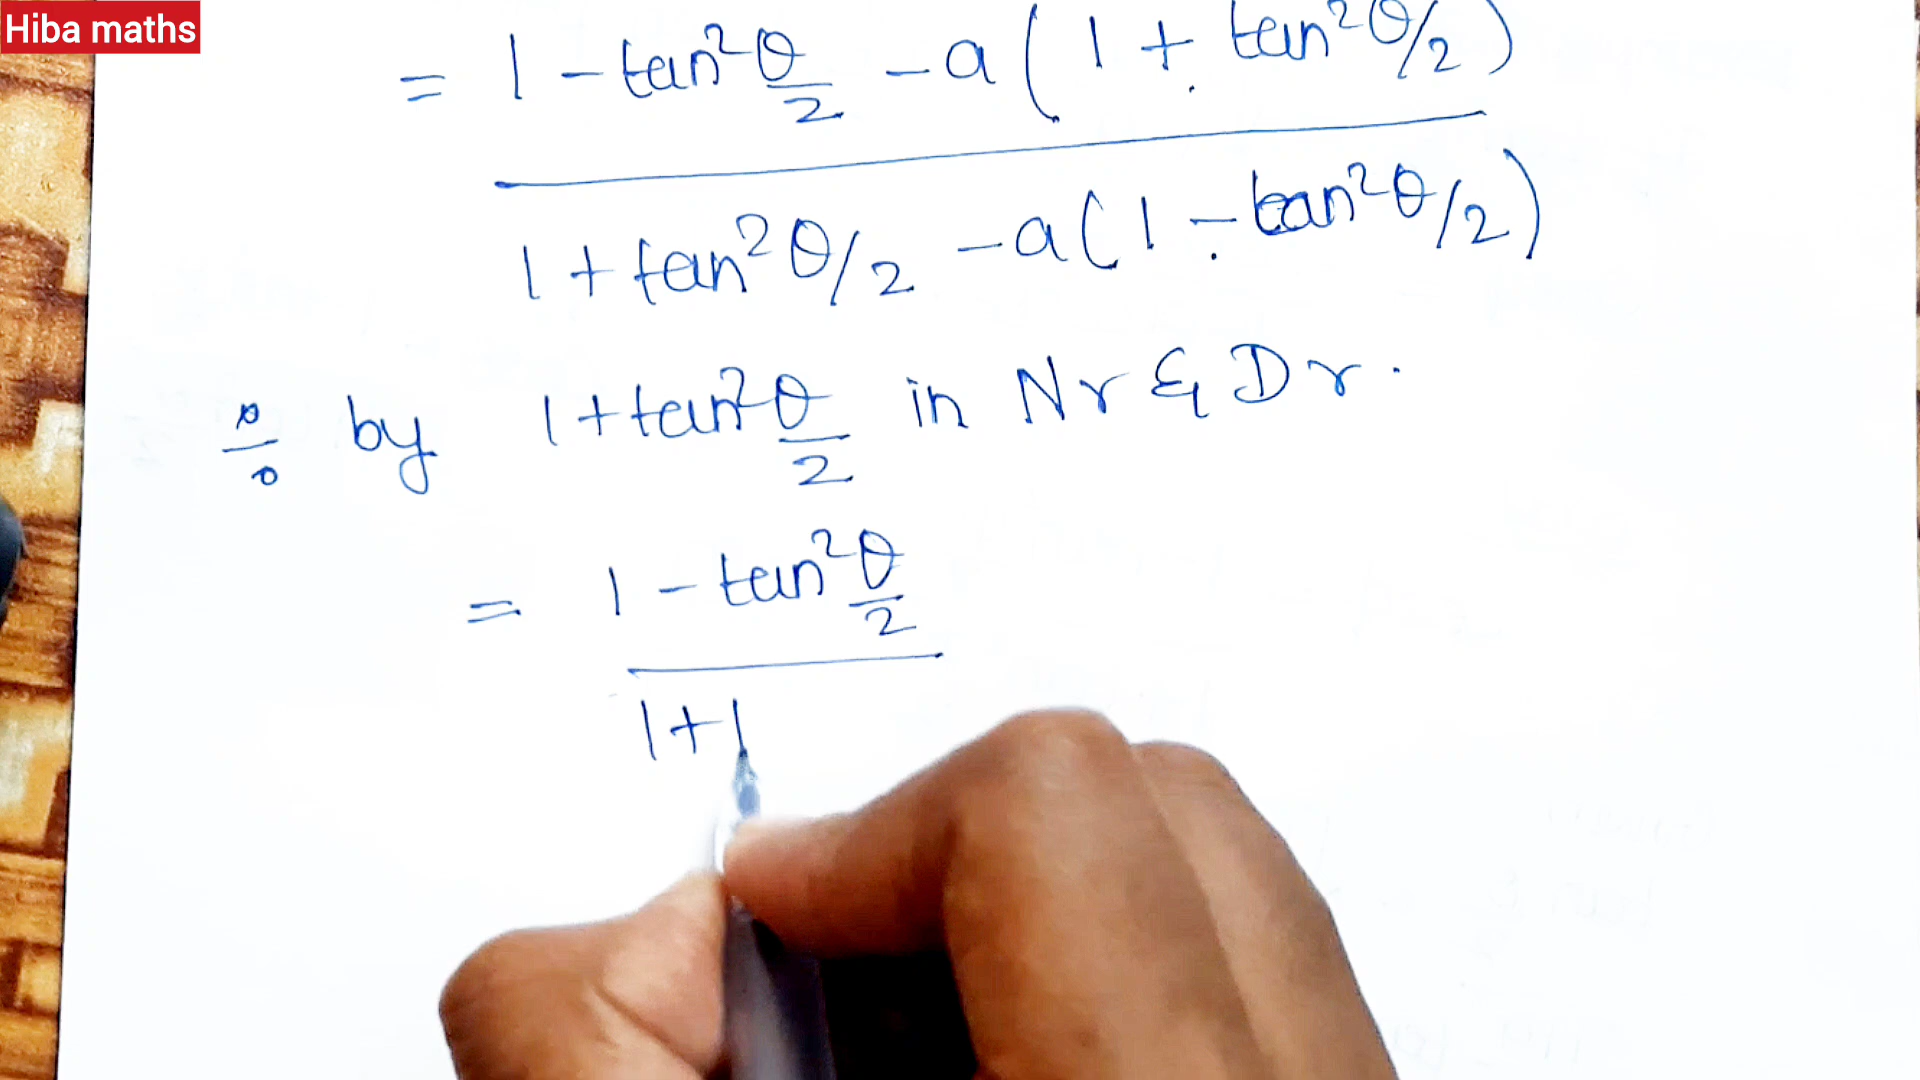 Hiba maths
= 1 - tan²θ/2 - a(1 + tan²θ/2)
1 + tan²θ/2 - a(1 - tan²θ/2)
÷ by 1 + tan²θ/2 in Nr & Dr.
= 1 - tan²θ/2
1 + 1